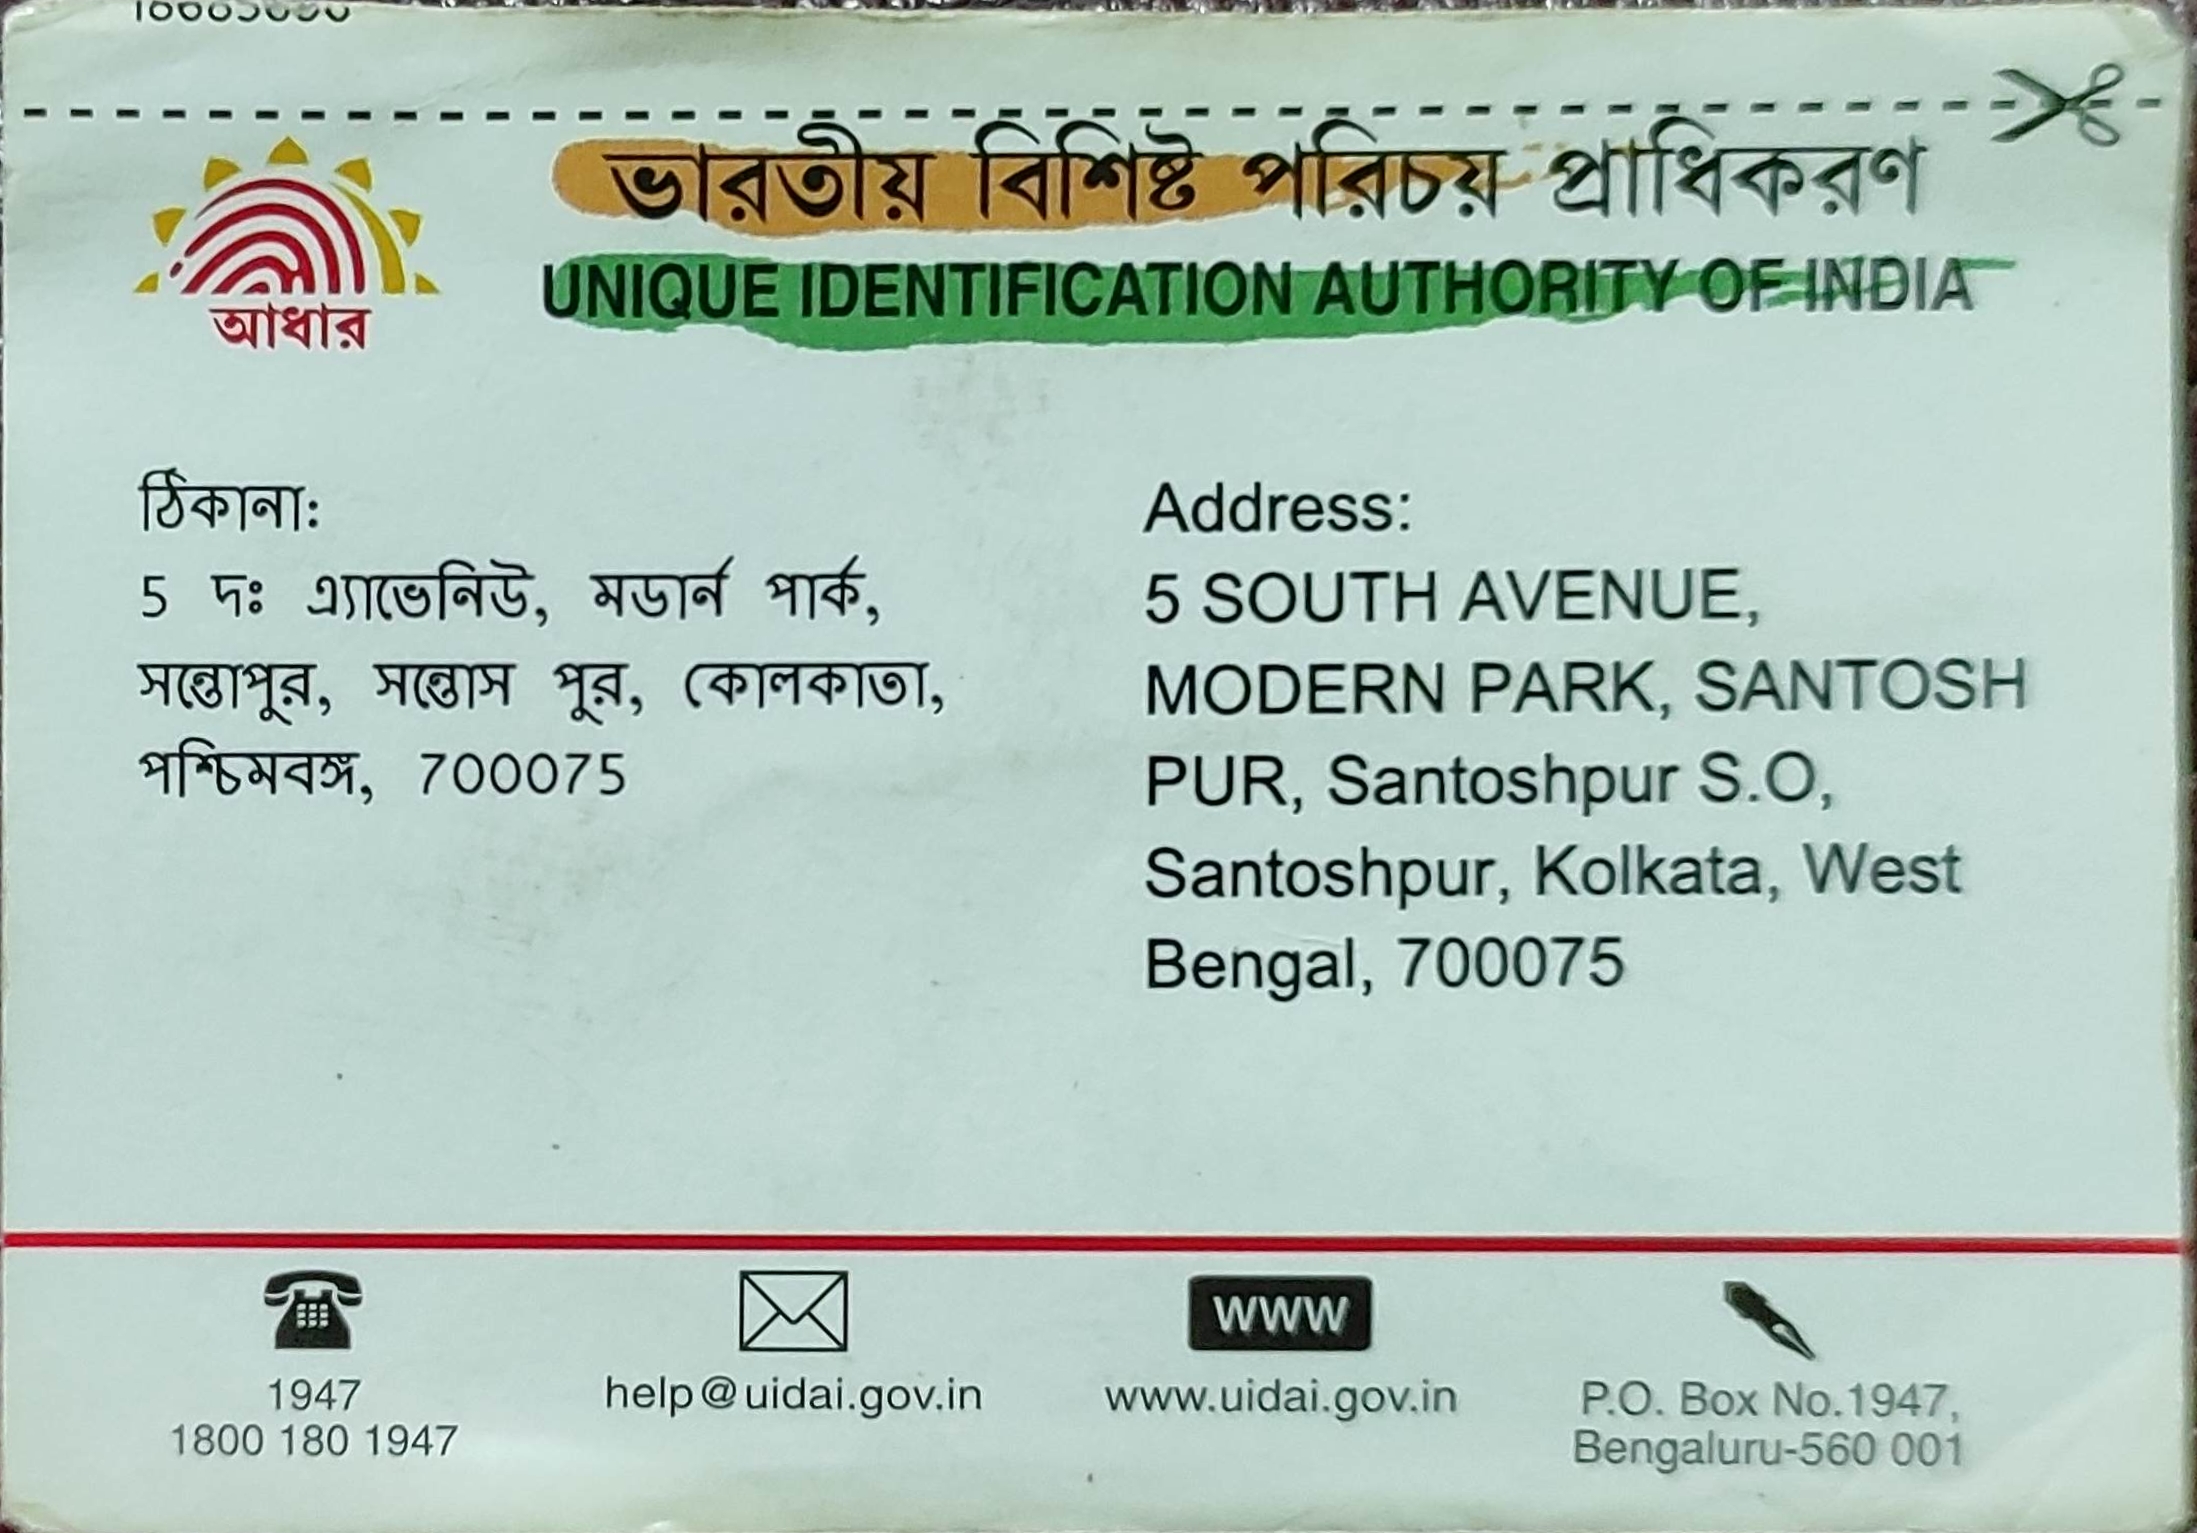 ভারতীয় বিশিষ্ট পরিচয় প্রাধিকরণ
UNIQUE IDENTIFICATION AUTHORITY OF INDIA
আধার
ঠিকানা:
5 দঃ এ্যাভেনিউ, মডার্ন পার্ক,
সন্তোপুর, সন্তোস পুর, কোলকাতা,
পশ্চিমবঙ্গ, 700075
Address:
5 SOUTH AVENUE,
MODERN PARK, SANTOSH
PUR, Santoshpur S.O,
Santoshpur, Kolkata, West
Bengal, 700075
1947
1800 180 1947
help@uidai.gov.in
www
www.uidai.gov.in
P.O. Box No.1947,
Bengaluru-560 001